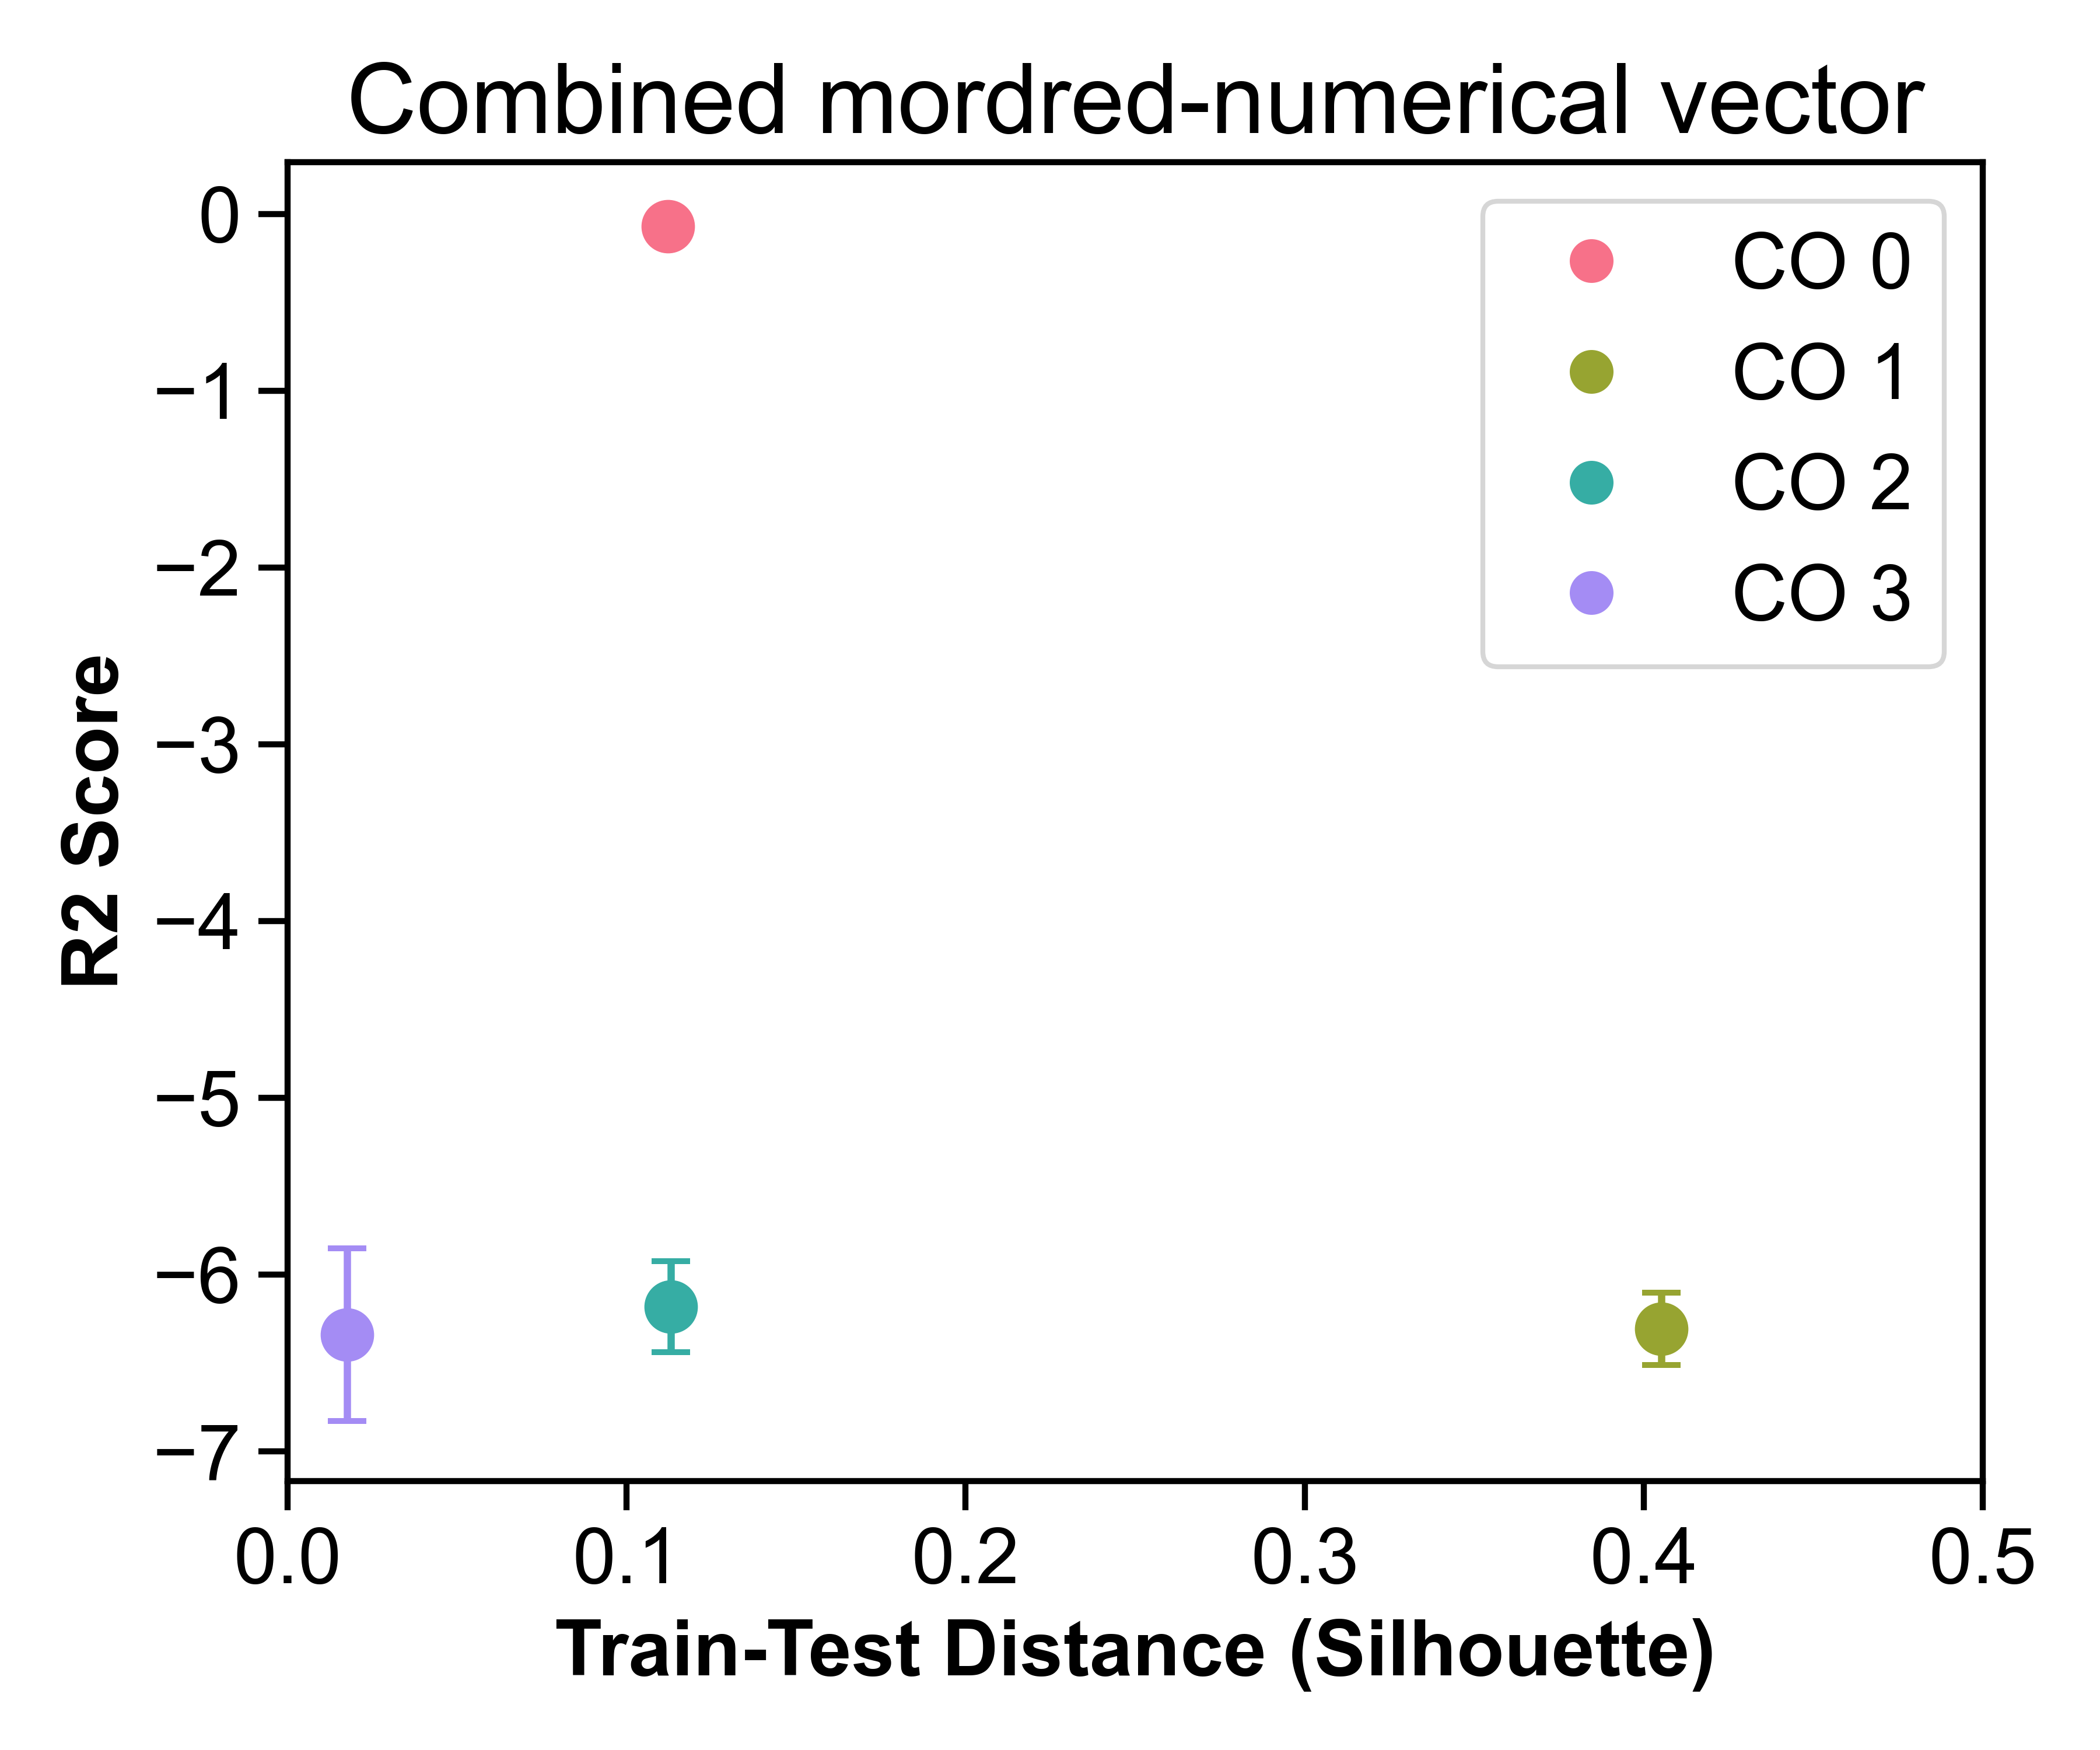 Combined mordred-numerical vector
CO 0
CO 1
CO 2
CO 3
R2 Score
0
−1
−2
−3
−4
−5
−6
−7
0.0 0.1 0.2 0.3 0.4 0.5
Train-Test Distance (Silhouette)